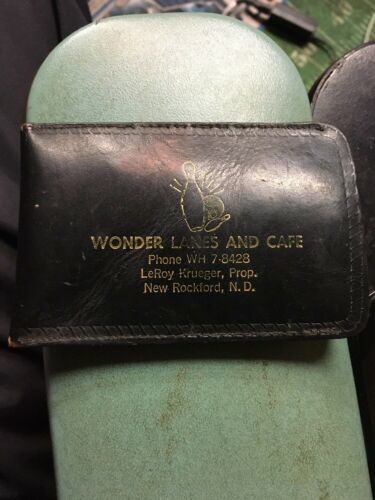 WONDER LANES AND CAFE
Phone WH 7-8428
LeRoy Krueger, Prop.
New Rockford, N. D.